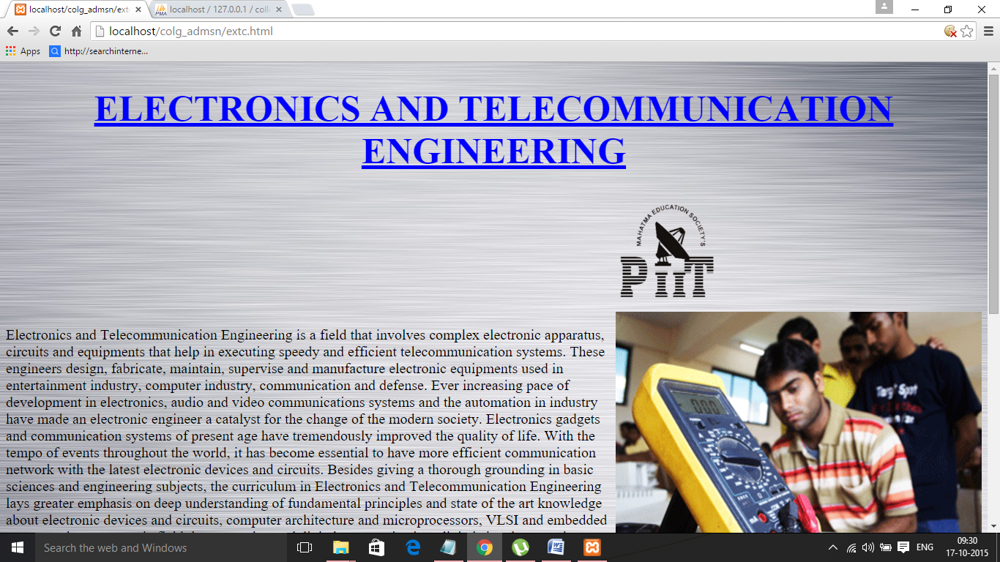 localhost/colg_admsn/ext
localhost / 127.0.0.1 / coll
localhost/colg_admsn/extc.html
Apps
http://searchinterne...
ELECTRONICS AND TELECOMMUNICATION
ENGINEERING
MAHATMA EDUCATION SOCIETY'S
PIIT
Electronics and Telecommunication Engineering is a field that involves complex electronic apparatus,
circuits and equipments that help in executing speedy and efficient telecommunication systems. These
engineers design, fabricate, maintain, supervise and manufacture electronic equipments used in
entertainment industry, computer industry, communication and defense. Ever increasing pace of
development in electronics, audio and video communications systems and the automation in industry
have made an electronic engineer a catalyst for the change of the modern society. Electronics gadgets
and communication systems of present age have tremendously improved the quality of life. With the
tempo of events throughout the world, it has become essential to have more efficient communication
network with the latest electronic devices and circuits. Besides giving a thorough grounding in basic
sciences and engineering subjects, the curriculum in Electronics and Telecommunication Engineering
lays greater emphasis on deep understanding of fundamental principles and state of the art knowledge
about electronic devices and circuits, computer architecture and microprocessors, VLSI and embedded
000
Spot
Search the web and Windows
ENG
09:30
17-10-2015